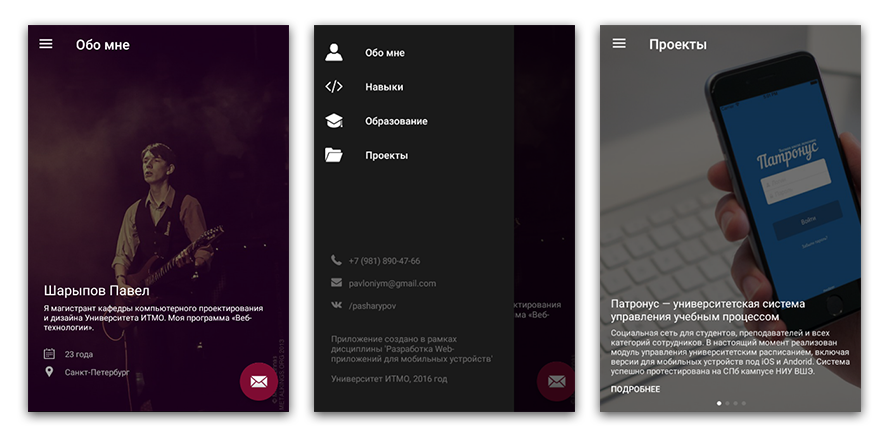 Обо мне
Шарыпов Павел
Я магистрант кафедры компьютерного проектирования
и дизайна Университета ИТМО. Моя программа «Веб-
технологии».
23 года
Санкт-Петербург
Обо мне
Навыки
Образование
Проекты
+7 (981) 890-47-66
pavloniym@gmail.com
/pasharypov
Приложение создано в рамках
дисциплины 'Разработка Web-
приложений для мобильных устройств'
Университет ИТМО, 2016 год
Проекты
Патронус
Войти
Патронус — университетская система
управления учебным процессом
Социальная сеть для студентов, преподавателей и всех
категорий сотрудников. В настоящий момент реализован
модуль управления университетским расписанием, включая
версии для мобильных устройств под iOS и Andorid. Система
успешно протестирована на СПб кампусе НИУ ВШЭ.
ПОДРОБНЕЕ